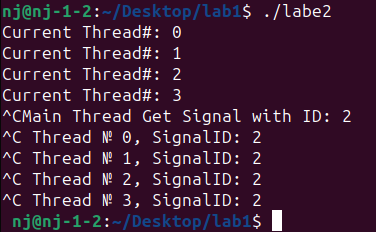 nj@nj-1-2:~/Desktop/lab1$ ./labe2
Current Thread#: 0
Current Thread#: 1
Current Thread#: 2
Current Thread#: 3
^CMain Thread Get Signal with ID: 2
^C Thread № 0, SignalID: 2
^C Thread № 1, SignalID: 2
^C Thread № 2, SignalID: 2
^C Thread № 3, SignalID: 2
nj@nj-1-2:~/Desktop/lab1$